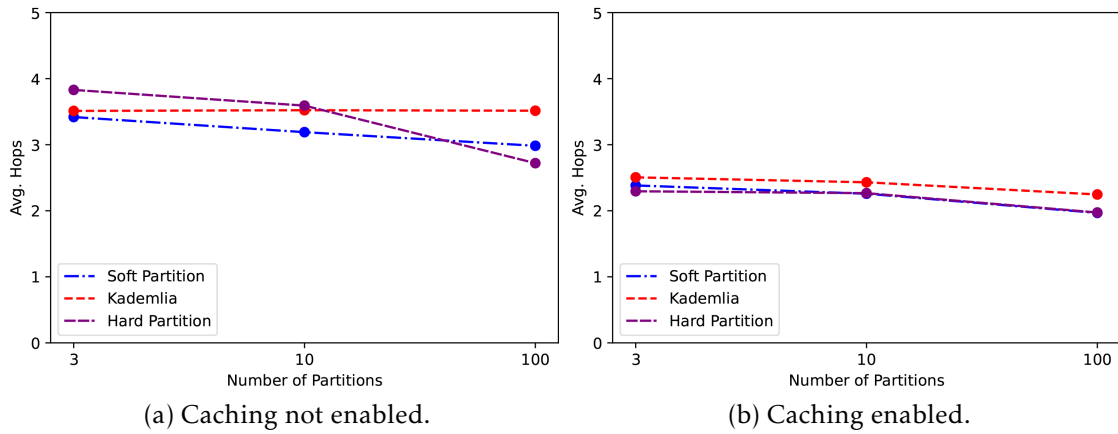 5
4
3
2
1
0
Avg. Hops
Soft Partition
Kademlia
Hard Partition
3
10
100
Number of Partitions
(a) Caching not enabled.
5
4
3
2
1
0
Avg. Hops
Soft Partition
Kademlia
Hard Partition
3
10
100
Number of Partitions
(b) Caching enabled.